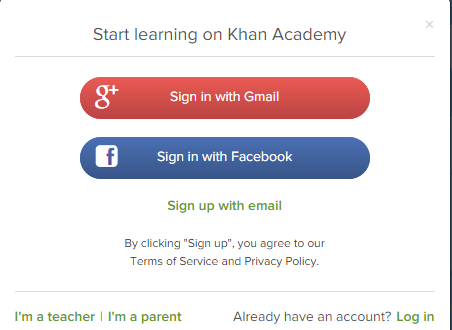 Start learning on Khan Academy
×
g+ Sign in with Gmail
f Sign in with Facebook
Sign up with email
By clicking "Sign up", you agree to our
Terms of Service and Privacy Policy.
I'm a teacher | I'm a parent Already have an account? Log in